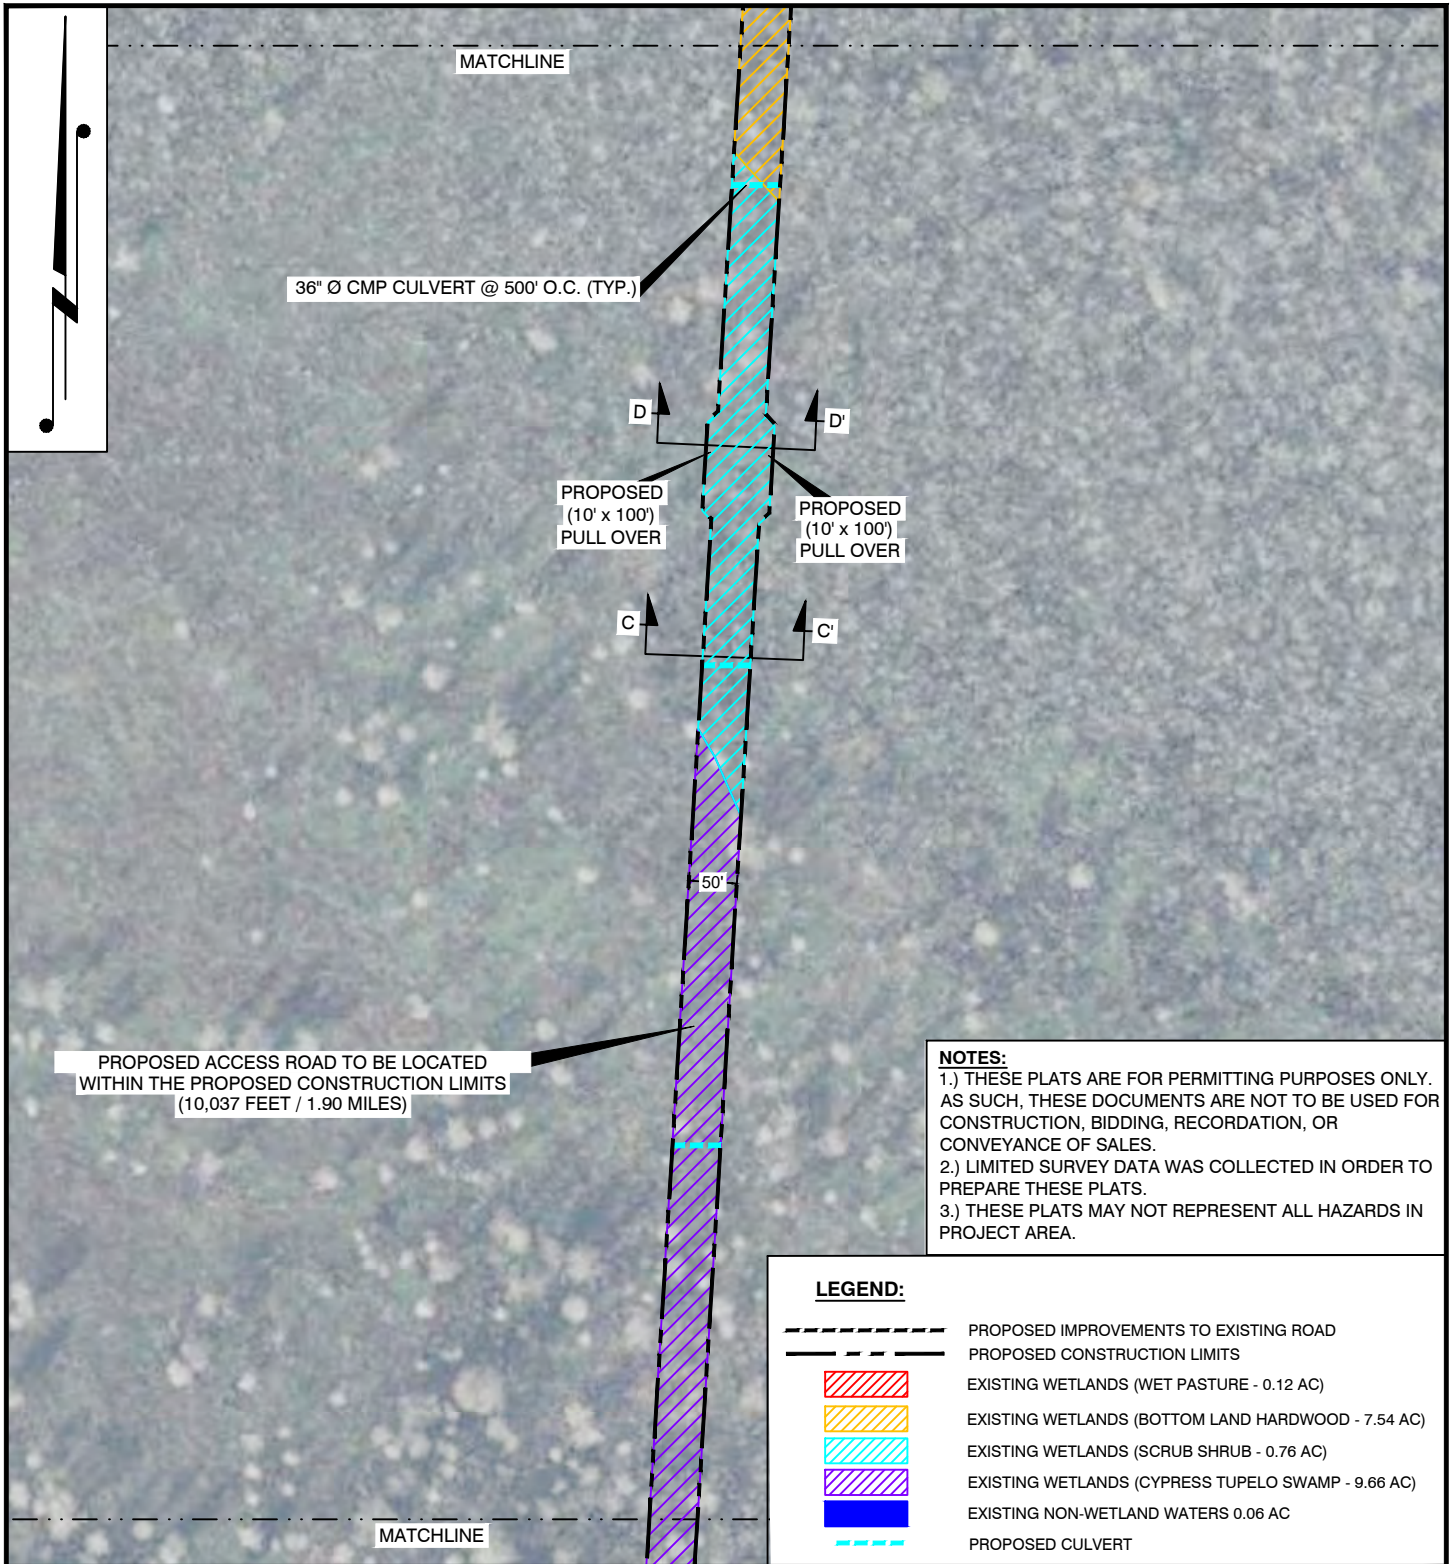 MATCHLINE
36" Ø CMP CULVERT @ 500' O.C. (TYP.)
D
D'
PROPOSED
(10' x 100')
PULL OVER
PROPOSED
(10' x 100')
PULL OVER
C
C'
50'
PROPOSED ACCESS ROAD TO BE LOCATED
WITHIN THE PROPOSED CONSTRUCTION LIMITS
(10,037 FEET / 1.90 MILES)
NOTES:
1.) THESE PLATS ARE FOR PERMITTING PURPOSES ONLY.
AS SUCH, THESE DOCUMENTS ARE NOT TO BE USED FOR
CONSTRUCTION, BIDDING, RECORDATION, OR
CONVEYANCE OF SALES.
2.) LIMITED SURVEY DATA WAS COLLECTED IN ORDER TO
PREPARE THESE PLATS.
3.) THESE PLATS MAY NOT REPRESENT ALL HAZARDS IN
PROJECT AREA.
LEGEND:
PROPOSED IMPROVEMENTS TO EXISTING ROAD
PROPOSED CONSTRUCTION LIMITS
EXISTING WETLANDS (WET PASTURE - 0.12 AC)
EXISTING WETLANDS (BOTTOM LAND HARDWOOD - 7.54 AC)
EXISTING WETLANDS (SCRUB SHRUB - 0.76 AC)
EXISTING WETLANDS (CYPRESS TUPELO SWAMP - 9.66 AC)
EXISTING NON-WETLAND WATERS 0.06 AC
PROPOSED CULVERT
MATCHLINE